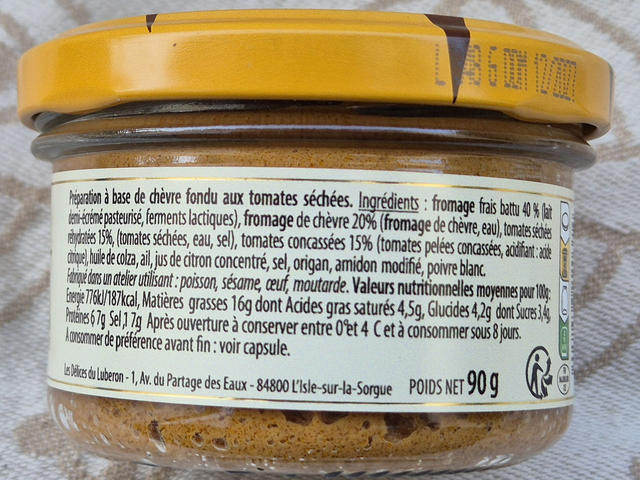 DDM 10/2027
Préparation à base de chèvre fondu aux tomates séchées. Ingrédients : fromage frais battu 40 % (lait
demi-écrémé pasteurisé, ferments lactiques), fromage de chèvre 20% (fromage de chèvre, eau), tomates séchées
réhydratées 15%, (tomates séchées, eau, sel), tomates concassées 15% (tomates pelées concassées, acidifiant : acide
citrique), huile de colza, ail, jus de citron concentré, sel, origan, amidon modifié, poivre blanc.
Fabriqué dans un atelier utilisant : poisson, sésame, œuf, moutarde. Valeurs nutritionnelles moyennes pour 100g:
Energie 776kJ/187kcal, Matières grasses 16g dont Acides gras saturés 4,5g, Glucides 4,2g dont Sucres 3,4g,
Protéines 6 7g Sel ,1 7g Après ouverture à conserver entre 0°et 4 C et à consommer sous 8 jours.
A consommer de préférence avant fin : voir capsule.
Les Délices du Luberon - 1, Av. du Partage des Eaux - 84800 L'Isle-sur-la-Sorgue POIDS NET 90 g